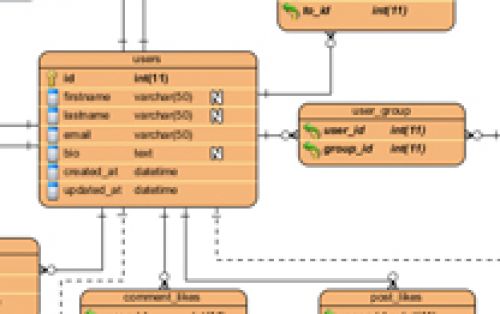 to_id int(11)
users
id int(11)
firstname varchar(50) N
lastname varchar(50) N
email varchar(50)
bio text N
created_at datetime
updated_at datetime
user_group
user_id int(11)
group_id int(11)
comment_likes
post_likes